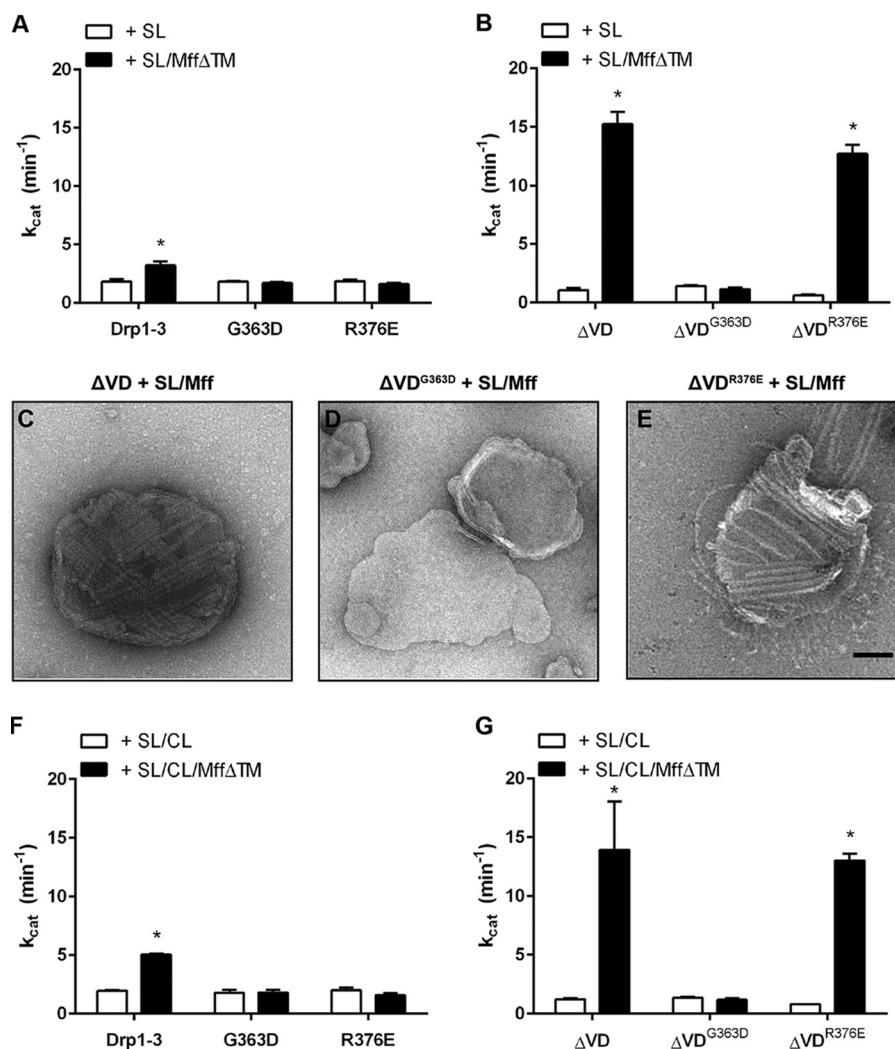 A
+ SL
+ SL/MffΔTM
20
15
10
5
0
k_cat (min⁻¹)
*
Drp1-3 G363D R376E
B
+ SL
+ SL/MffΔTM
20
15
10
5
0
k_cat (min⁻¹)
*
*
ΔVD ΔVD^G363D ΔVD^R376E
ΔVD + SL/Mff
C
ΔVD^G363D + SL/Mff
D
ΔVD^R376E + SL/Mff
E
F
+ SL/CL
+ SL/CL/MffΔTM
20
15
10
5
0
k_cat (min⁻¹)
*
Drp1-3 G363D R376E
G
+ SL/CL
+ SL/CL/MffΔTM
20
15
10
5
0
k_cat (min⁻¹)
*
*
ΔVD ΔVD^G363D ΔVD^R376E